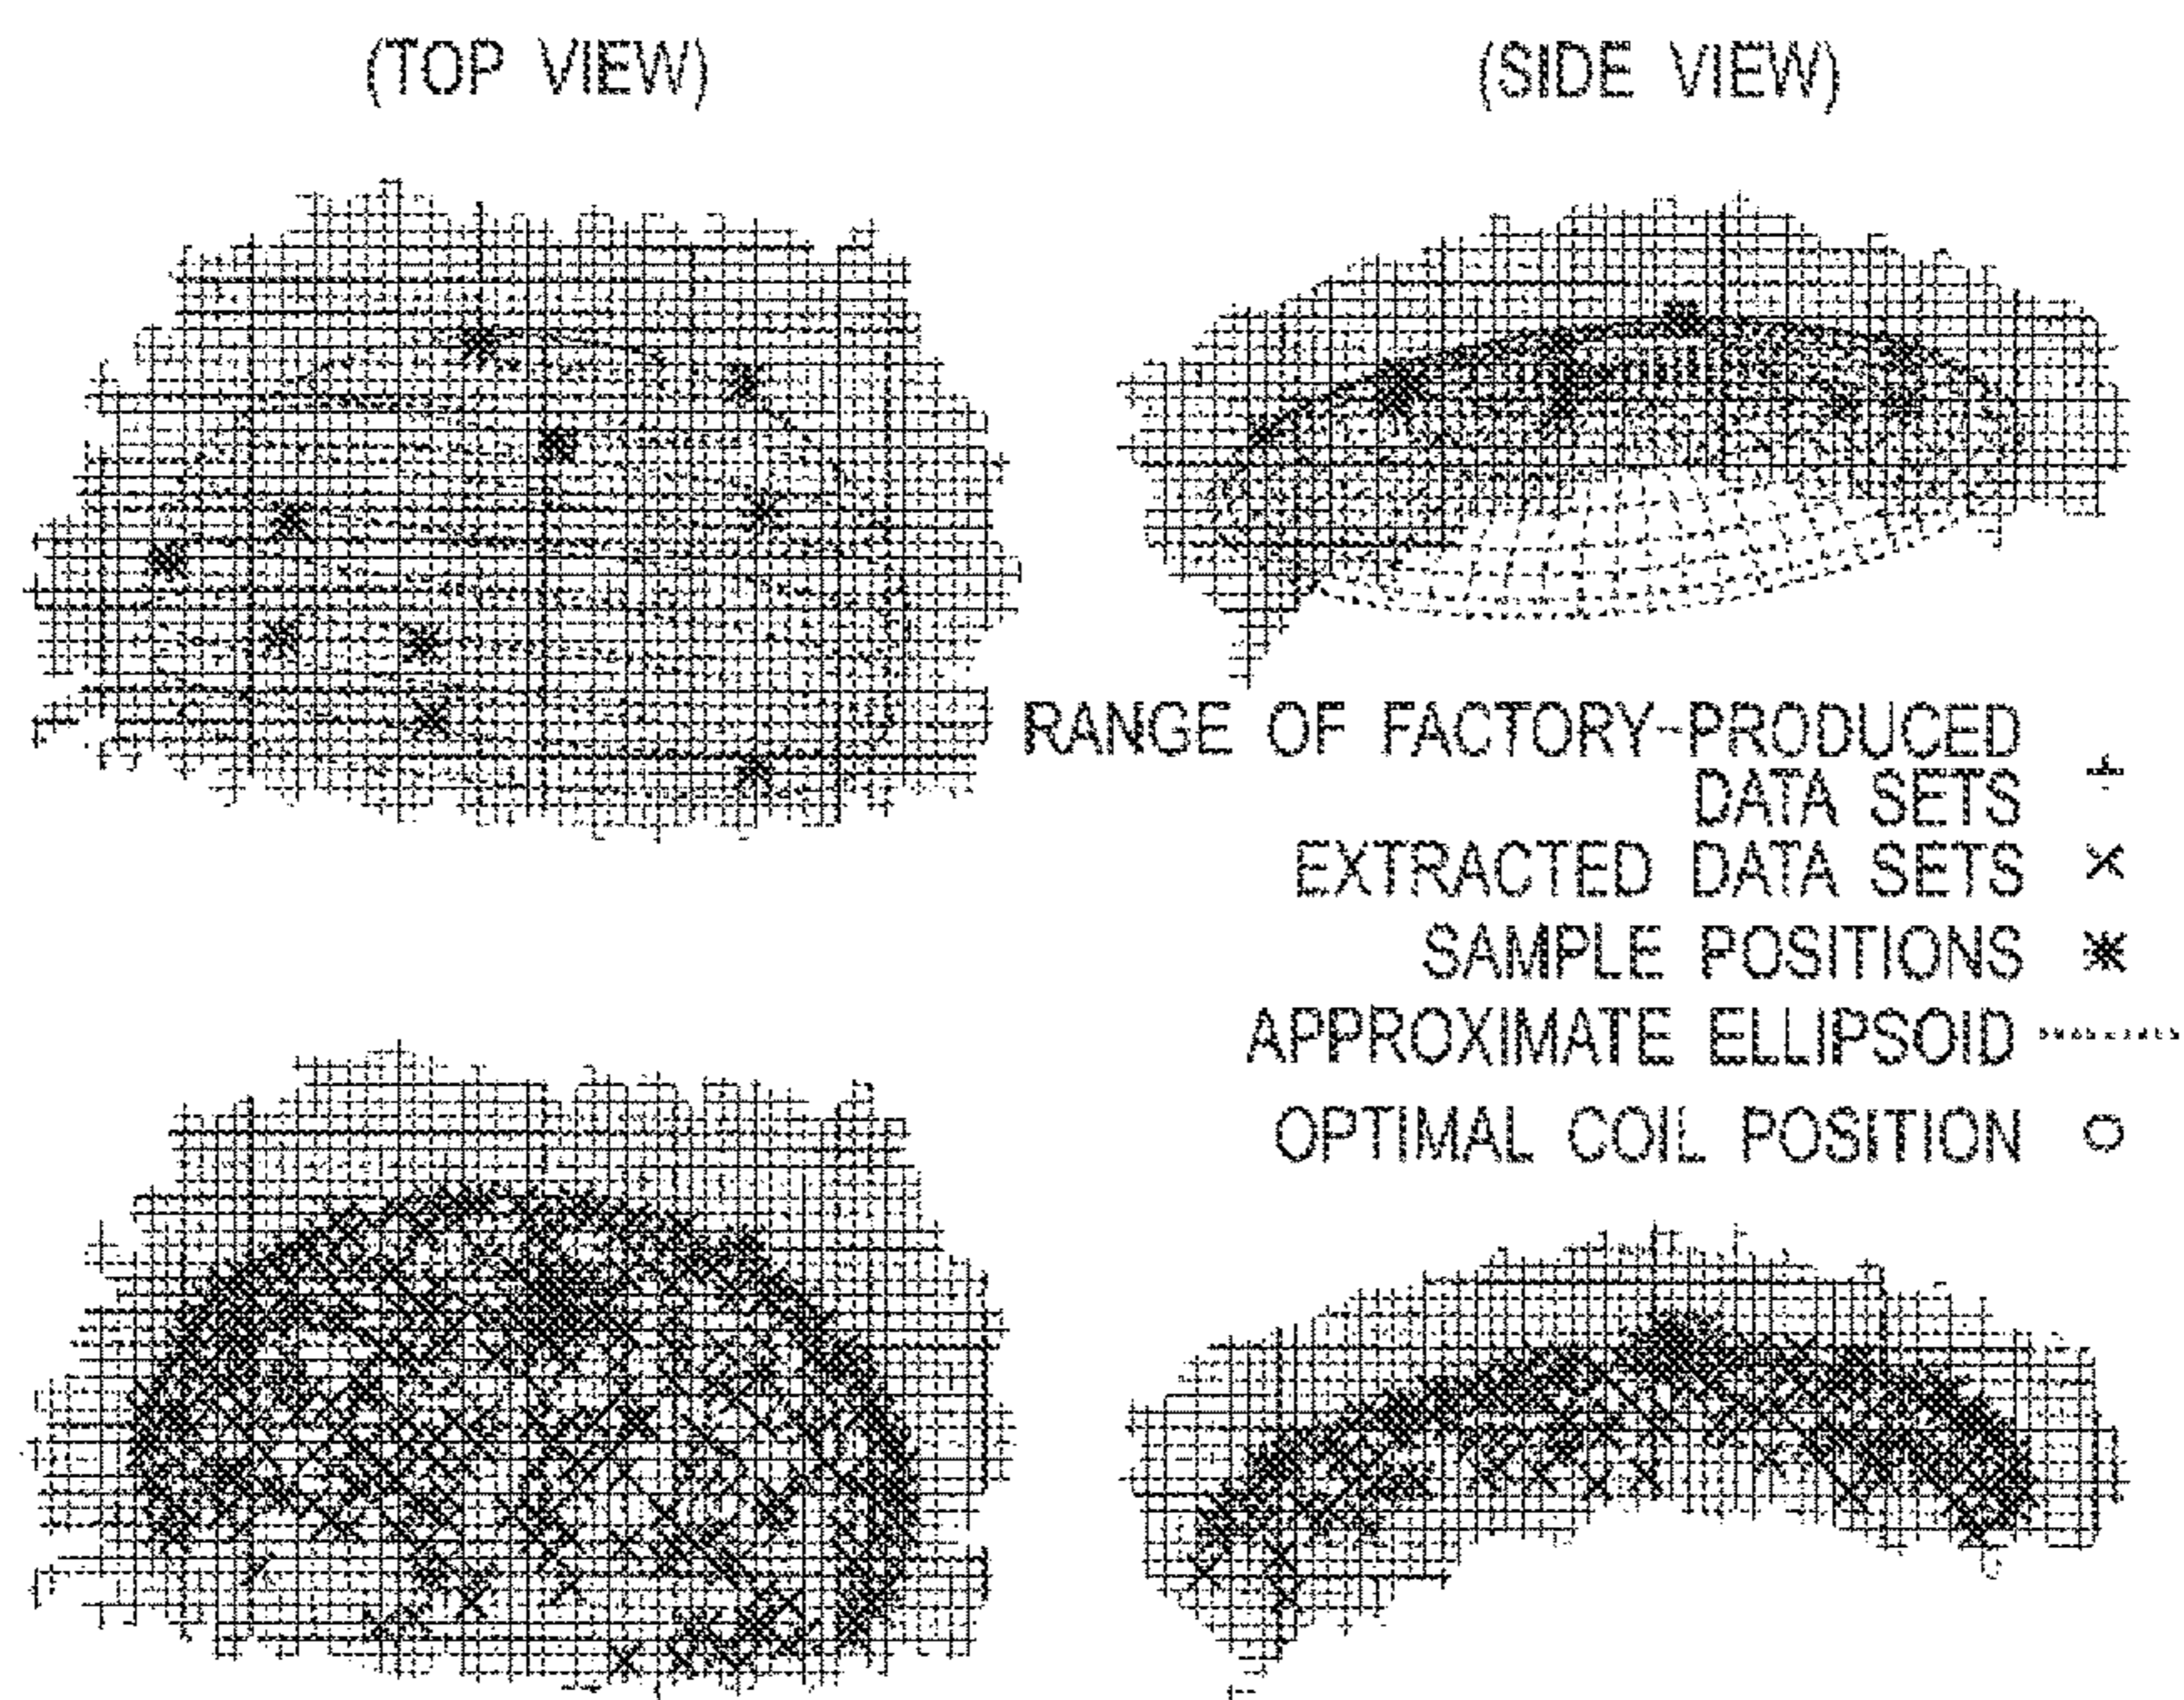 (TOP VIEW)
(SIDE VIEW)
RANGE OF FACTORY-PRODUCED
DATA SETS
EXTRACTED DATA SETS
SAMPLE POSITIONS
APPROXIMATE ELLIPSOID
OPTIMAL COIL POSITION